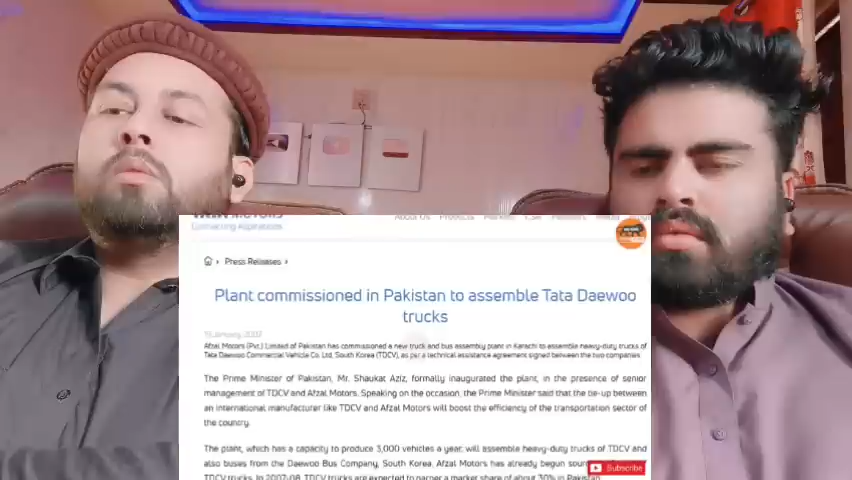 TATA MOTORS
Connecting Aspirations
About Us Products Markets CSR Investors Media
Press Releases
Plant commissioned in Pakistan to assemble Tata Daewoo
trucks
Afzal Motors (Pvt.) Limited of Pakistan has commissioned a new truck and bus assembly plant in Karachi to assemble heavy-duty trucks of
Tata Daewoo Commercial Vehicle Co. Ltd, South Korea (TDCV), as per a technical assistance agreement signed between the two companies.
The Prime Minister of Pakistan, Mr. Shaukat Aziz, formally inaugurated the plant, in the presence of senior
management of TDCV and Afzal Motors. Speaking on the occasion, the Prime Minister said that the tie-up between
an international manufacturer like TDCV and Afzal Motors will boost the efficiency of the transportation sector of
the country.
The plant, which has a capacity to produce 3,000 vehicles a year, will assemble heavy-duty trucks of TDCV and
also buses from the Daewoo Bus Company, South Korea. Afzal Motors has already begun
Subscribe
TDCV trucks. In 2007-08, TDCV trucks are expected to garner a market share of about 30% in Pakistan